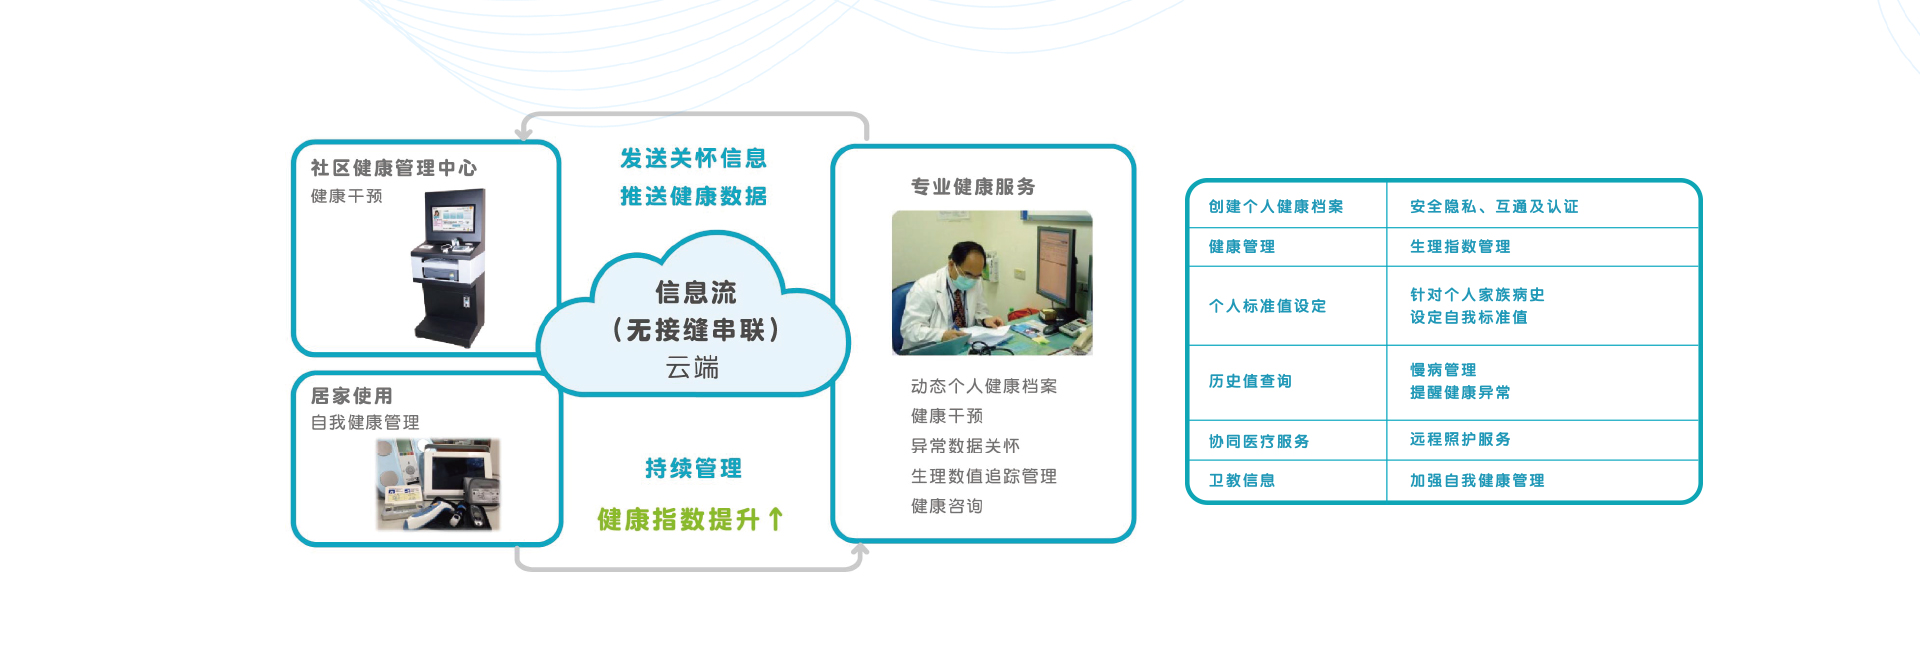 社区健康管理中心
健康干预
居家使用
自我健康管理
发送关怀信息
推送健康数据
信息流
（无接缝串联）
云端
持续管理
健康指数提升↑
专业健康服务
动态个人健康档案
健康干预
异常数据关怀
生理数值追踪管理
健康咨询
创建个人健康档案
安全隐私、互通及认证
健康管理
生理指数管理
个人标准值设定
针对个人家族病史
设定自我标准值
历史值查询
慢病管理
提醒健康异常
协同医疗服务
远程照护服务
卫教信息
加强自我健康管理